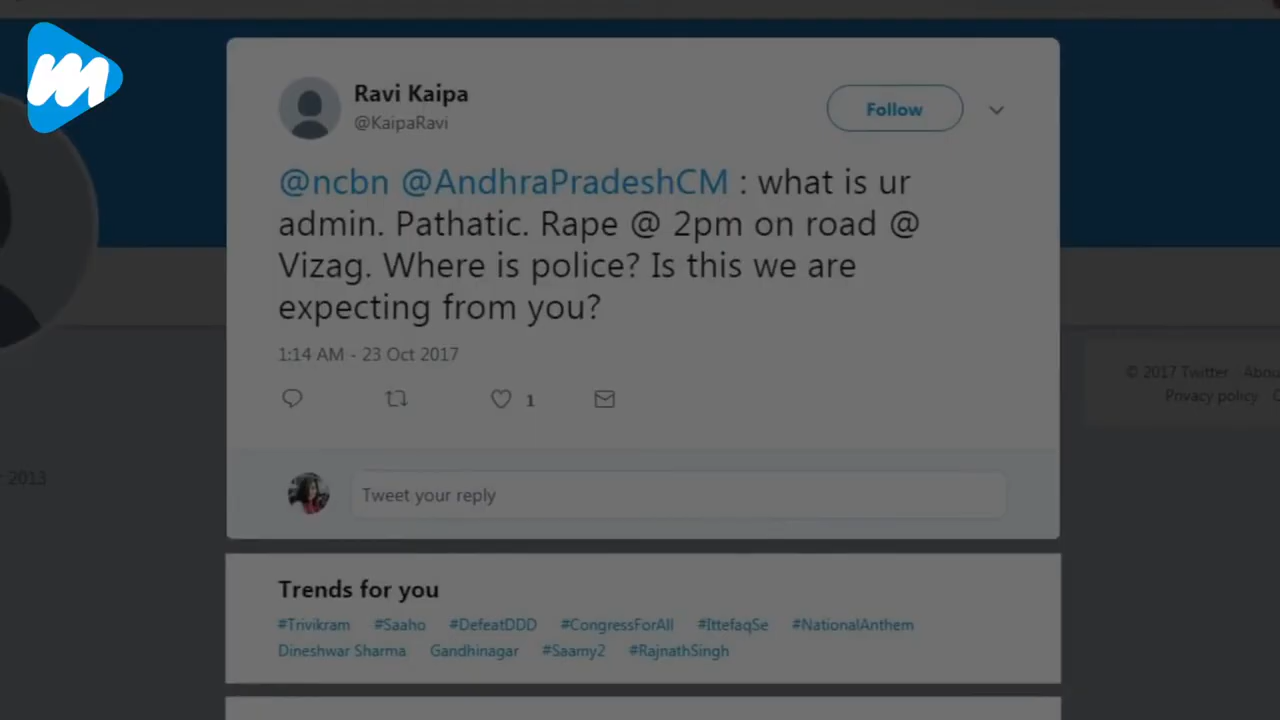 m
Ravi Kaipa
@KaipaRavi
Follow
@ncbn @AndhraPradeshCM : what is ur
admin. Pathatic. Rape @ 2pm on road @
Vizag. Where is police? Is this we are
expecting from you?
1:14 AM - 23 Oct 2017
1
Tweet your reply
Trends for you
#Trivikram #Saaho #DefeatDDD #CongressForAll #IttefaqSe #NationalAnthem
Dineshwar Sharma Gandhinagar #Saamy2 #RajnathSingh
© 2017 Twitter
Privacy policy
2013